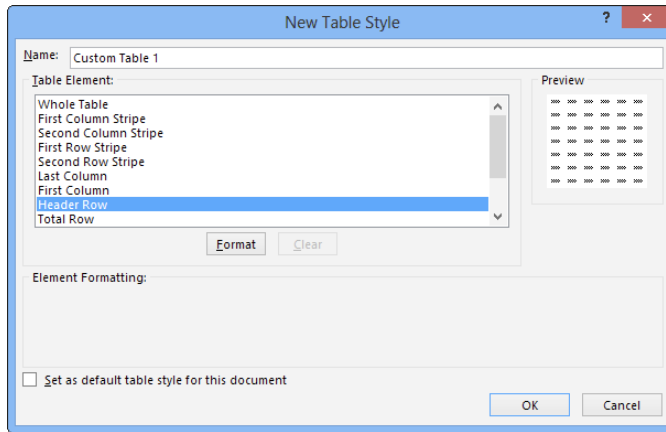 New Table Style
?
Name: Custom Table 1
Table Element:
Preview
Whole Table
First Column Stripe
Second Column Stripe
First Row Stripe
Second Row Stripe
Last Column
First Column
Header Row
Total Row
Format Clear
Element Formatting:
Set as default table style for this document
OK Cancel